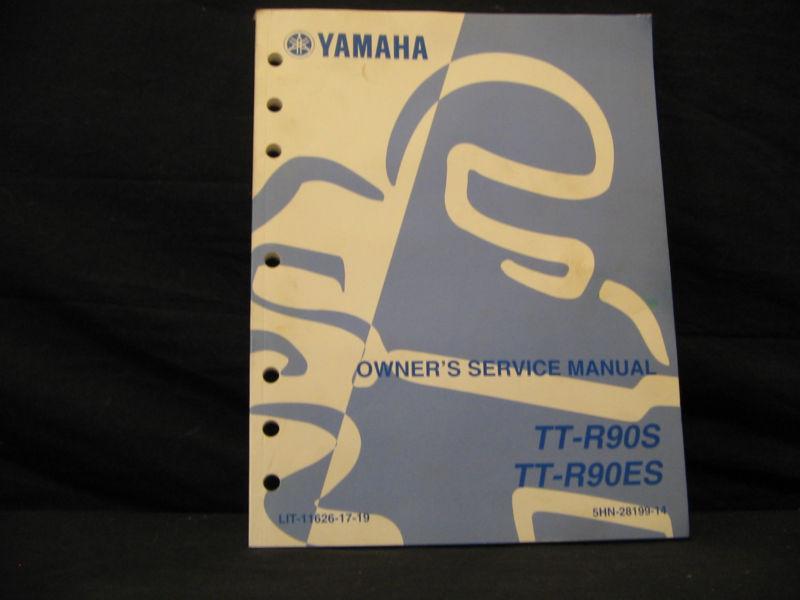 YAMAHA
OWNER'S SERVICE MANUAL
TT-R90S
TT-R90ES
LIT-11626-17-19
5HN-28199-14